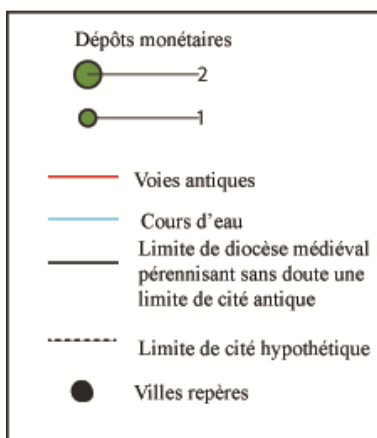 Dépôts monétaires
2
1
Voies antiques
Cours d'eau
Limite de diocèse médiéval
pérennisant sans doute une
limite de cité antique
Limite de cité hypothétique
Villes repères